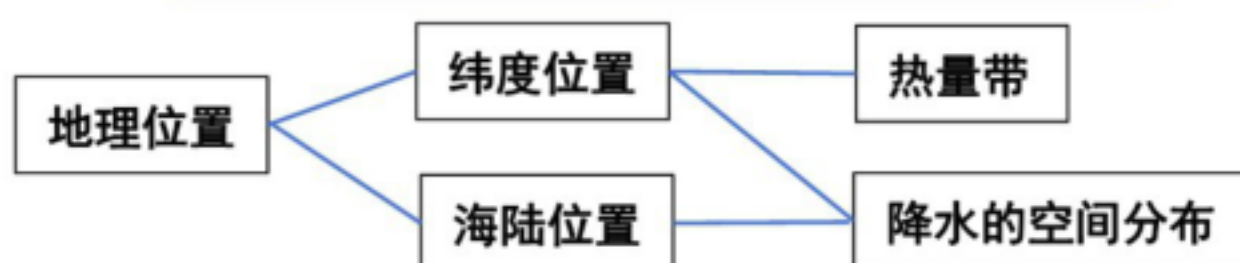 地理位置
纬度位置
热量带
海陆位置
降水的空间分布